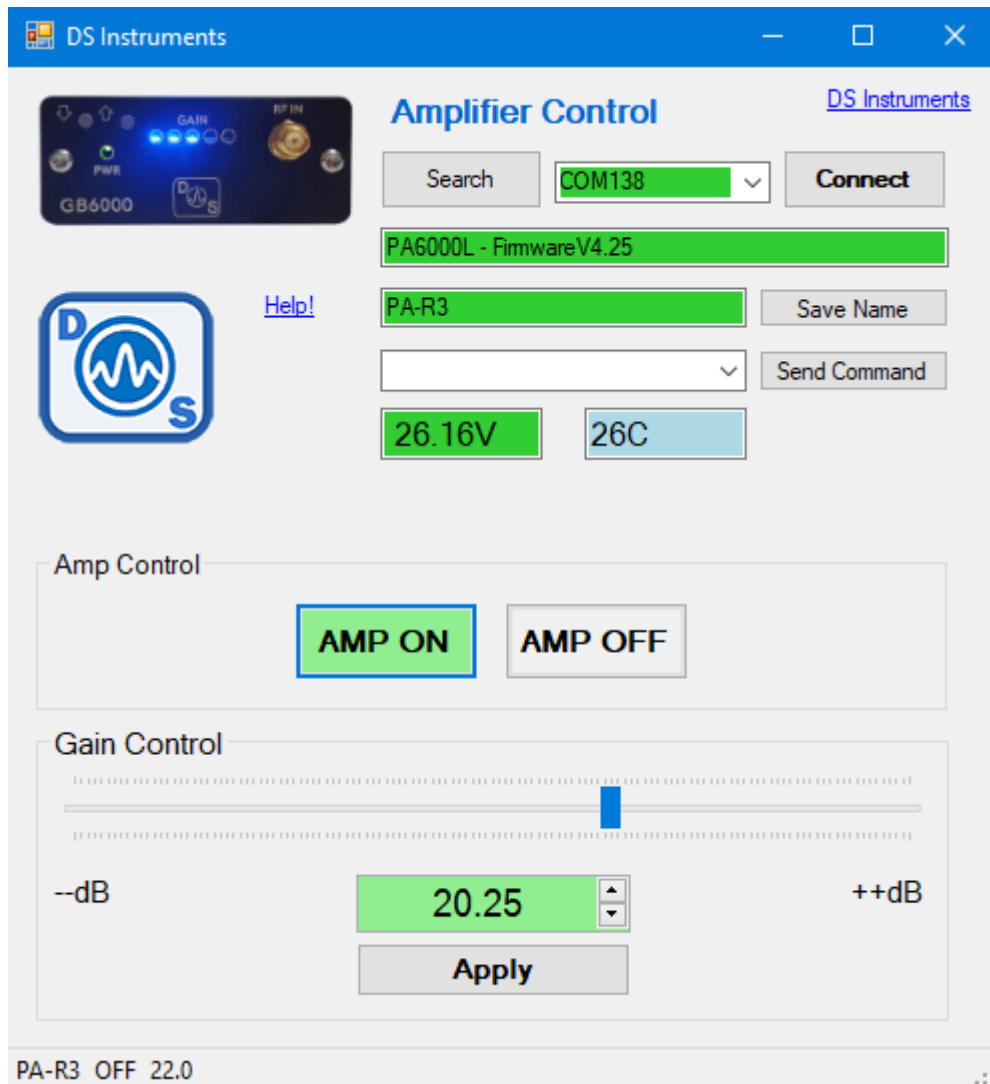 DS Instruments
GAIN
RF IN
PWR
GB6000
D S
Amplifier Control
DS Instruments
Search
COM138
Connect
PA6000L - FirmwareV4.25
D
S
Help!
PA-R3
Save Name
Send Command
26.16V
26C
Amp Control
AMP ON
AMP OFF
Gain Control
--dB
20.25
++dB
Apply
PA-R3 OFF 22.0